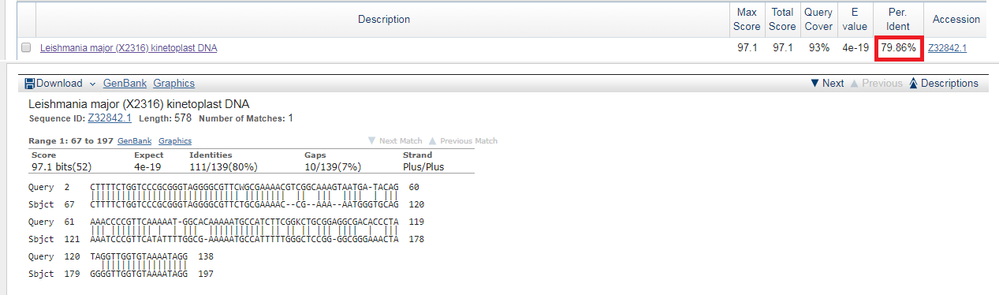 Description Max Score Total Score Query Cover E value Per. Ident Accession
Leishmania major (X2316) kinetoplast DNA 97.1 97.1 93% 4e-19 79.86% Z32842.1
Download GenBank Graphics Next Previous Descriptions
Leishmania major (X2316) kinetoplast DNA
Sequence ID: Z32842.1 Length: 578 Number of Matches: 1
Range 1: 67 to 197 GenBank Graphics Next Match Previous Match
Score Expect Identities Gaps Strand
97.1 bits(52) 4e-19 111/139(80%) 10/139(7%) Plus/Plus
Query 2 CTTTTCTGGTCCCGCGGGTAGGGGCGTTCWGCGAAAACGTCGGCAAAGTAATGA-TACAG 60
Sbjct 67 CTTTTCTGGTCCCGCGGGTAGGGGCGTTCTGCGAAAAC--CG--AAA--AATGGGTGCAG 120
Query 61 AAACCCCGTTCAAAAAT-GGCACAAAAATGCCATCTTCGGKCTGCGGAGGCGACACCCTA 119
Sbjct 121 AAATCCCGTTCATATTTTGGCG-AAAAATGCCATTTTTGGGCTCCGG-GGCGGGAAACTA 178
Query 120 TAGGTTGGTGTAAAATAGG 138
Sbjct 179 GGGGTTGGTGTAAAATAGG 197